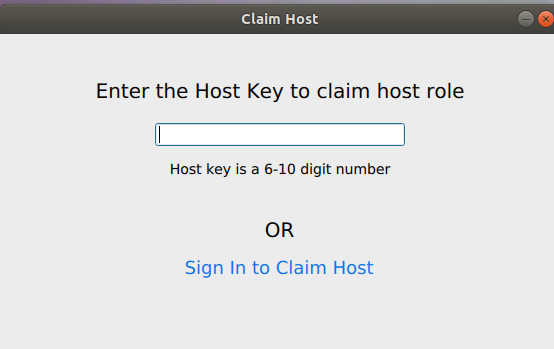 Claim Host
Enter the Host Key to claim host role
Host key is a 6-10 digit number
OR
Sign In to Claim Host